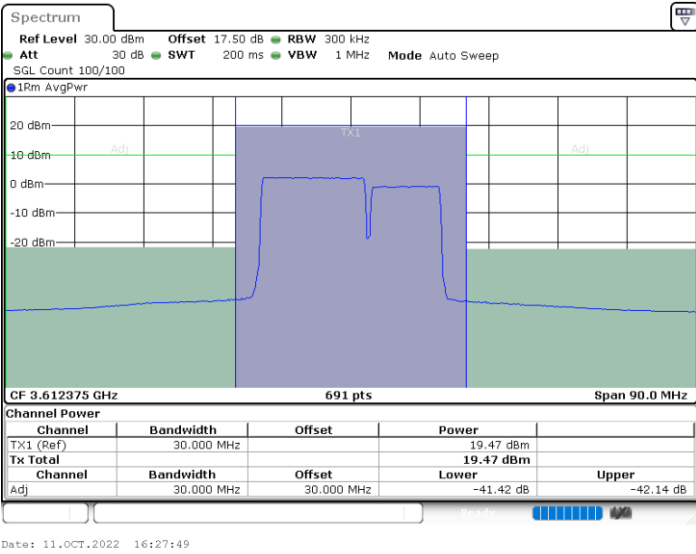 Spectrum
Ref Level 30.00 dBm Offset 17.50 dB RBW 300 kHz
Att 30 dB SWT 200 ms VBW 1 MHz Mode Auto Sweep
SGL Count 100/100
1Rm AvgPwr
20 dBm
TX1
Adj Adj
10 dBm
0 dBm
-10 dBm
-20 dBm
CF 3.612375 GHz 691 pts Span 90.0 MHz
Channel Power
Channel Bandwidth Offset Power
TX1 (Ref) 30.000 MHz 19.47 dBm
Tx Total 19.47 dBm
Channel Bandwidth Offset Lower Upper
Adj 30.000 MHz 30.000 MHz -41.42 dB -42.14 dB
Ready
Date: 11.OCT.2022 16:27:49